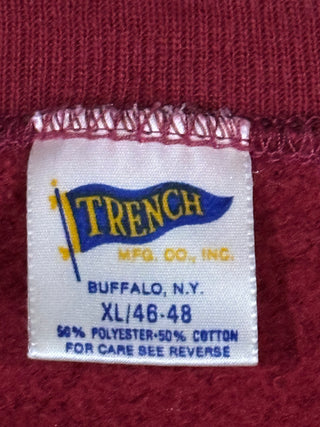 TRENCH
MFG. CO., INC.
BUFFALO, N.Y.
XL/46-48
50% POLYESTER-50% COTTON
FOR CARE SEE REVERSE